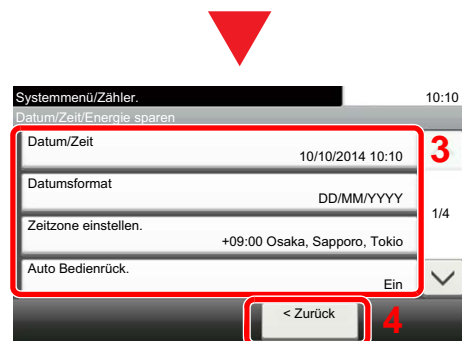 Systemmenü/Zähler.
10:10
Datum/Zeit/Energie sparen
Datum/Zeit
10/10/2014 10:10
3
Datumsformat
DD/MM/YYYY
1/4
Zeitzone einstellen.
+09:00 Osaka, Sapporo, Tokio
Auto Bedienrück.
Ein
< Zurück
4